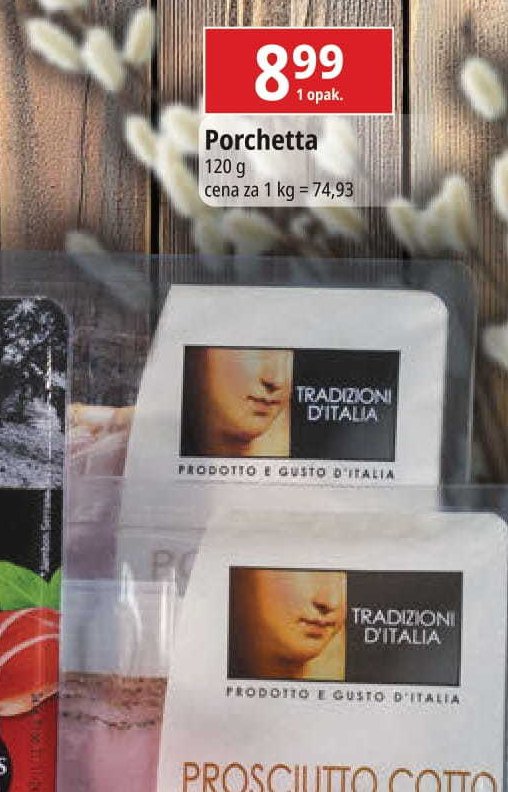 8 99
1 opak.
Porchetta
120 g
cena za 1 kg = 74,93
TRADIZIONI
D'ITALIA
PRODOTTO E GUSTO D'ITALIA
TRADIZIONI
D'ITALIA
PRODOTTO E GUSTO D'ITALIA
PROSCIUTTO COTTO